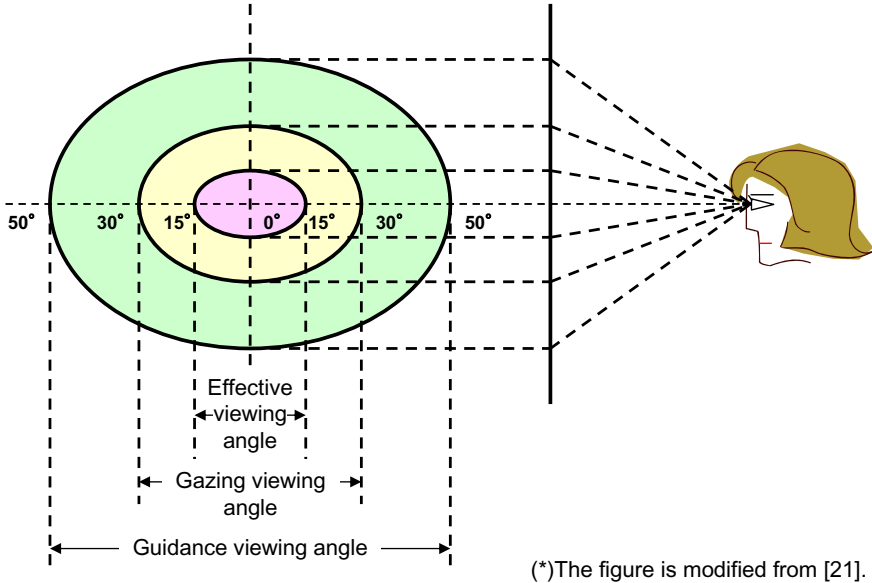 50° 30° 15° 0° 15° 30° 50°
Effective
viewing
angle
Gazing viewing
angle
Guidance viewing angle
(*)The figure is modified from [21].